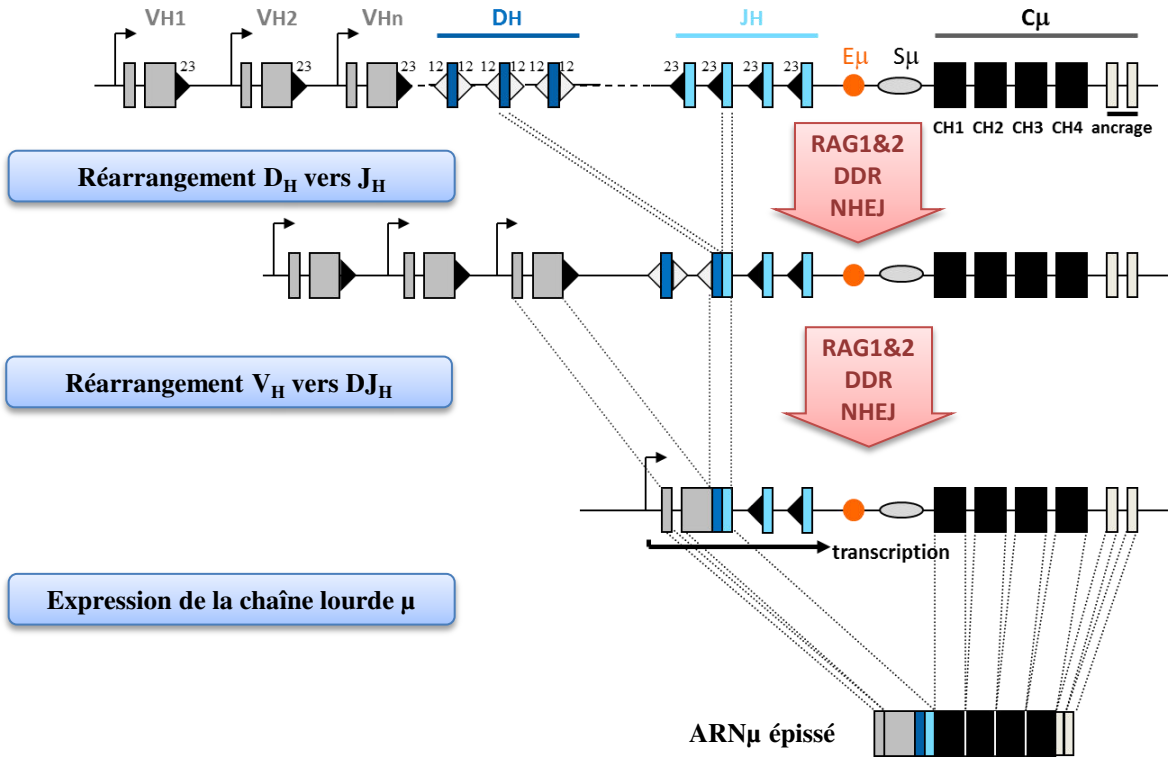 VH1 VH2 VHn DH JH Cμ
Eμ Sμ
23 23 23 12 12 12 12 12 12 23 23 23 23
CH1 CH2 CH3 CH4 ancrage
RAG1&2
DDR
NHEJ
Réarrangement DH vers JH
RAG1&2
DDR
NHEJ
Réarrangement VH vers DJH
transcription
Expression de la chaîne lourde μ
ARNμ épissé